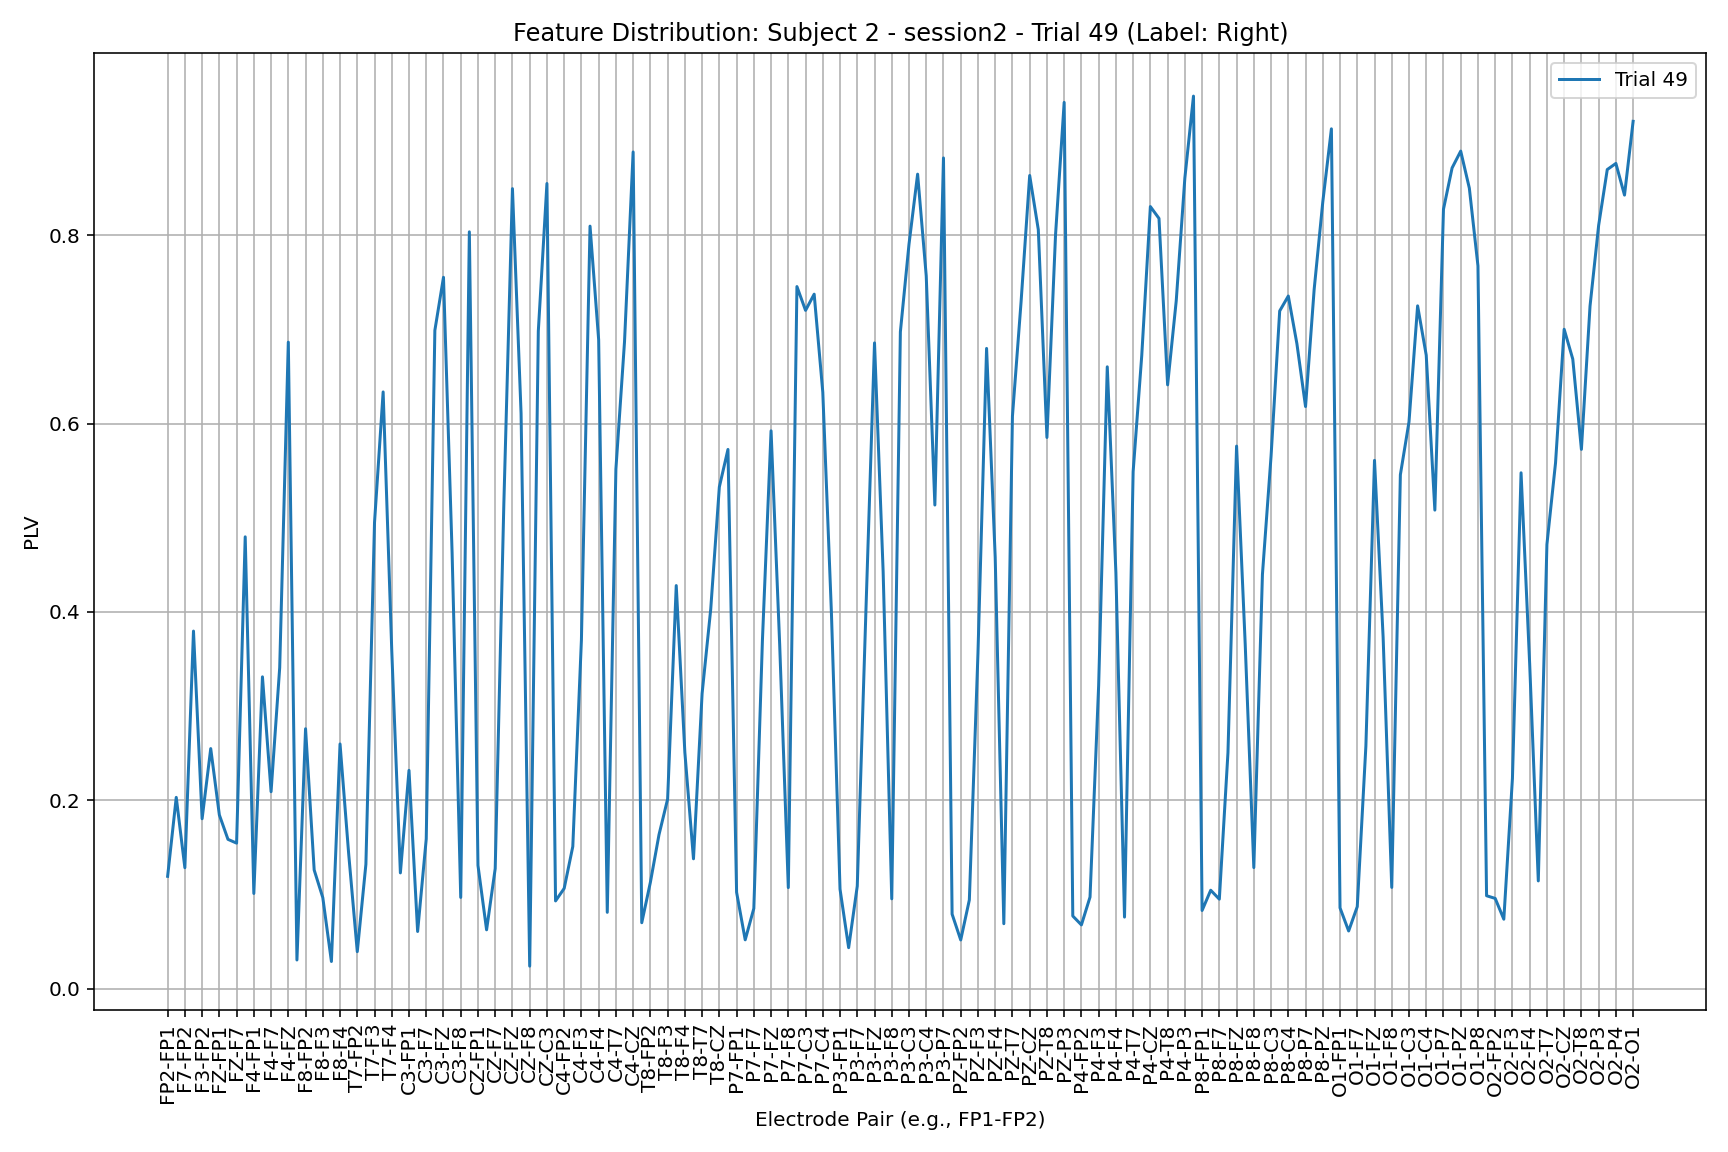 Feature Distribution: Subject 2 - session2 - Trial 49 (Label: Right)
Trial 49
PLV
0.8
0.6
0.4
0.2
0.0
FP2-FP1
F7-FP2
F3-FP2
FZ-FP1
FZ-F7
F4-FP1
F4-F7
F4-FZ
F8-FP2
F8-F3
F8-F4
T7-FP2
T7-F3
T7-F4
C3-FP1
C3-F7
C3-FZ
C3-F8
CZ-FP1
CZ-F7
CZ-FZ
CZ-F8
CZ-C3
C4-FP2
C4-F3
C4-F4
C4-T7
C4-CZ
T8-FP2
T8-F3
T8-F4
T8-T7
T8-CZ
P7-FP1
P7-F7
P7-FZ
P7-F8
P7-C3
P7-C4
P3-FP1
P3-F7
P3-FZ
P3-F8
P3-C3
P3-C4
P3-P7
PZ-FP2
PZ-F3
PZ-F4
PZ-T7
PZ-CZ
PZ-T8
PZ-P3
P4-FP2
P4-F3
P4-F4
P4-T7
P4-CZ
P4-T8
P4-P3
P8-FP1
P8-F7
P8-FZ
P8-F8
P8-C3
P8-C4
P8-P7
P8-PZ
O1-FP1
O1-F7
O1-FZ
O1-F8
O1-C3
O1-C4
O1-P7
O1-PZ
O1-P8
O2-FP2
O2-F3
O2-F4
O2-T7
O2-CZ
O2-T8
O2-P3
O2-P4
O2-O1
Electrode Pair (e.g., FP1-FP2)